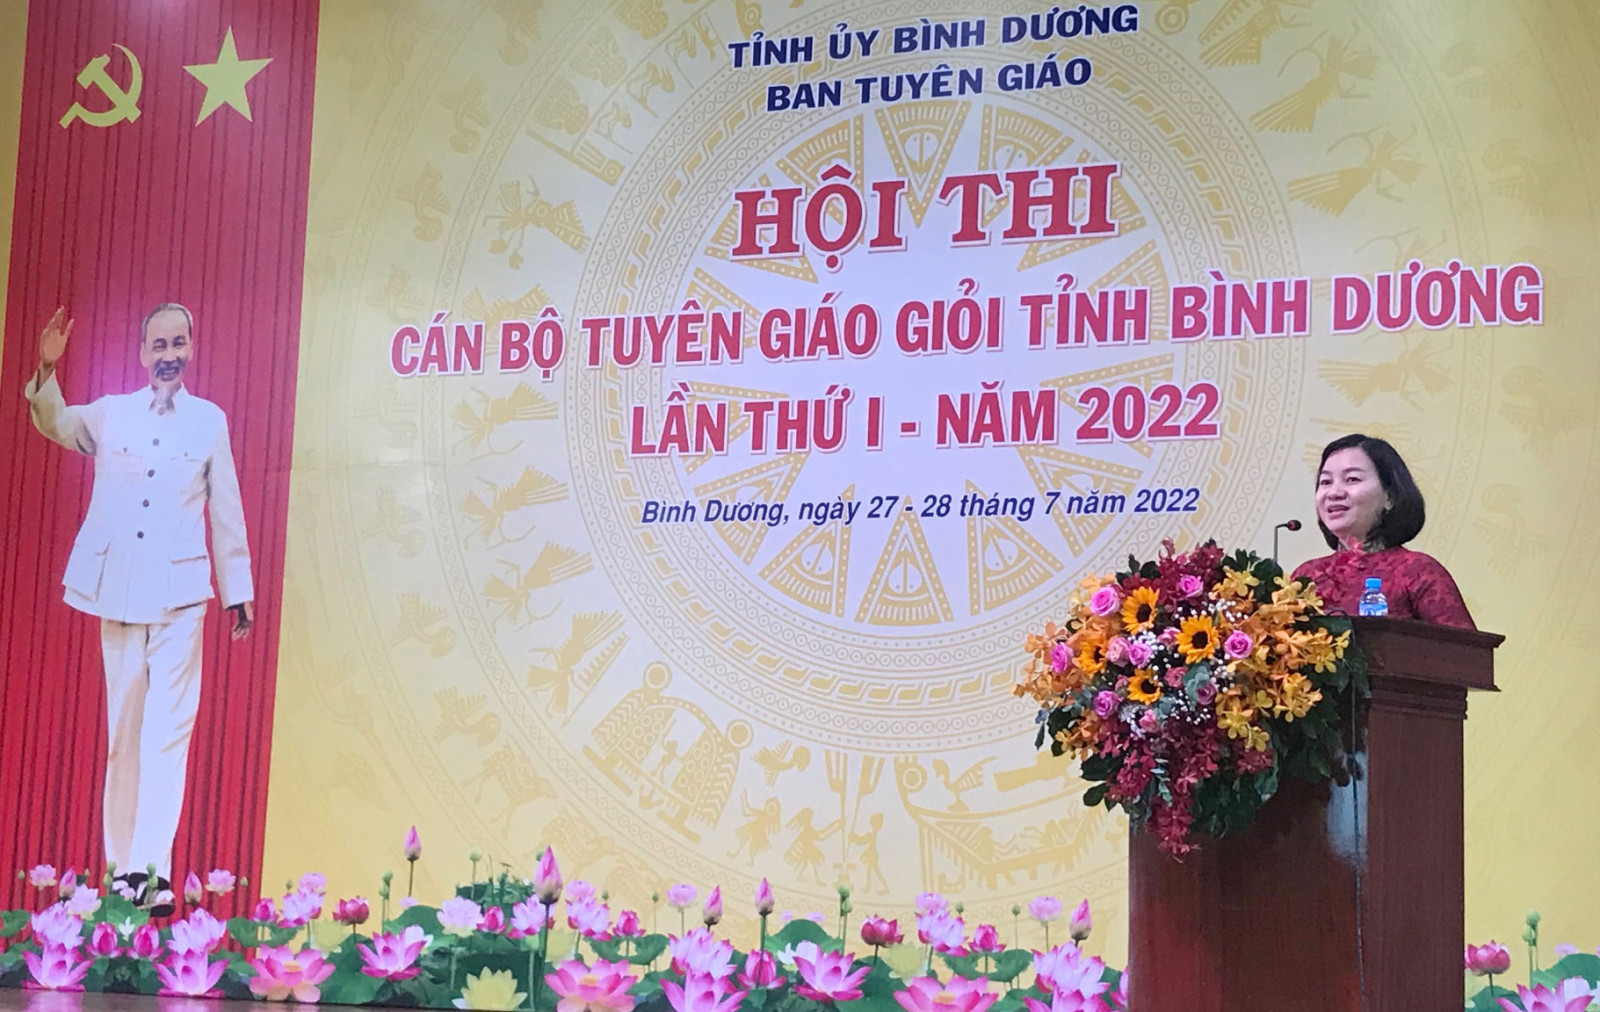 TỈNH ỦY BÌNH DƯƠNG
BAN TUYÊN GIÁO
HỘI THI
CÁN BỘ TUYÊN GIÁO GIỎI TỈNH BÌNH DƯƠNG
LẦN THỨ I - NĂM 2022
Bình Dương, ngày 27 - 28 tháng 7 năm 2022